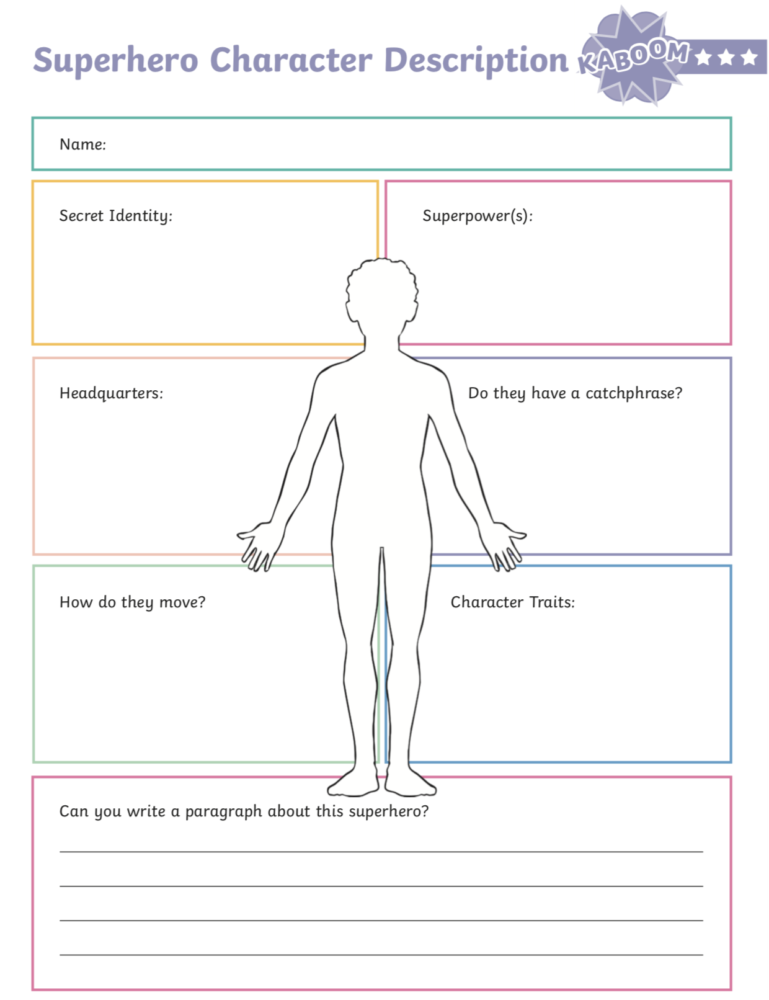 Superhero Character Description
KABOOM
Name:
Secret Identity:
Superpower(s):
Headquarters:
Do they have a catchphrase?
How do they move?
Character Traits:
Can you write a paragraph about this superhero?